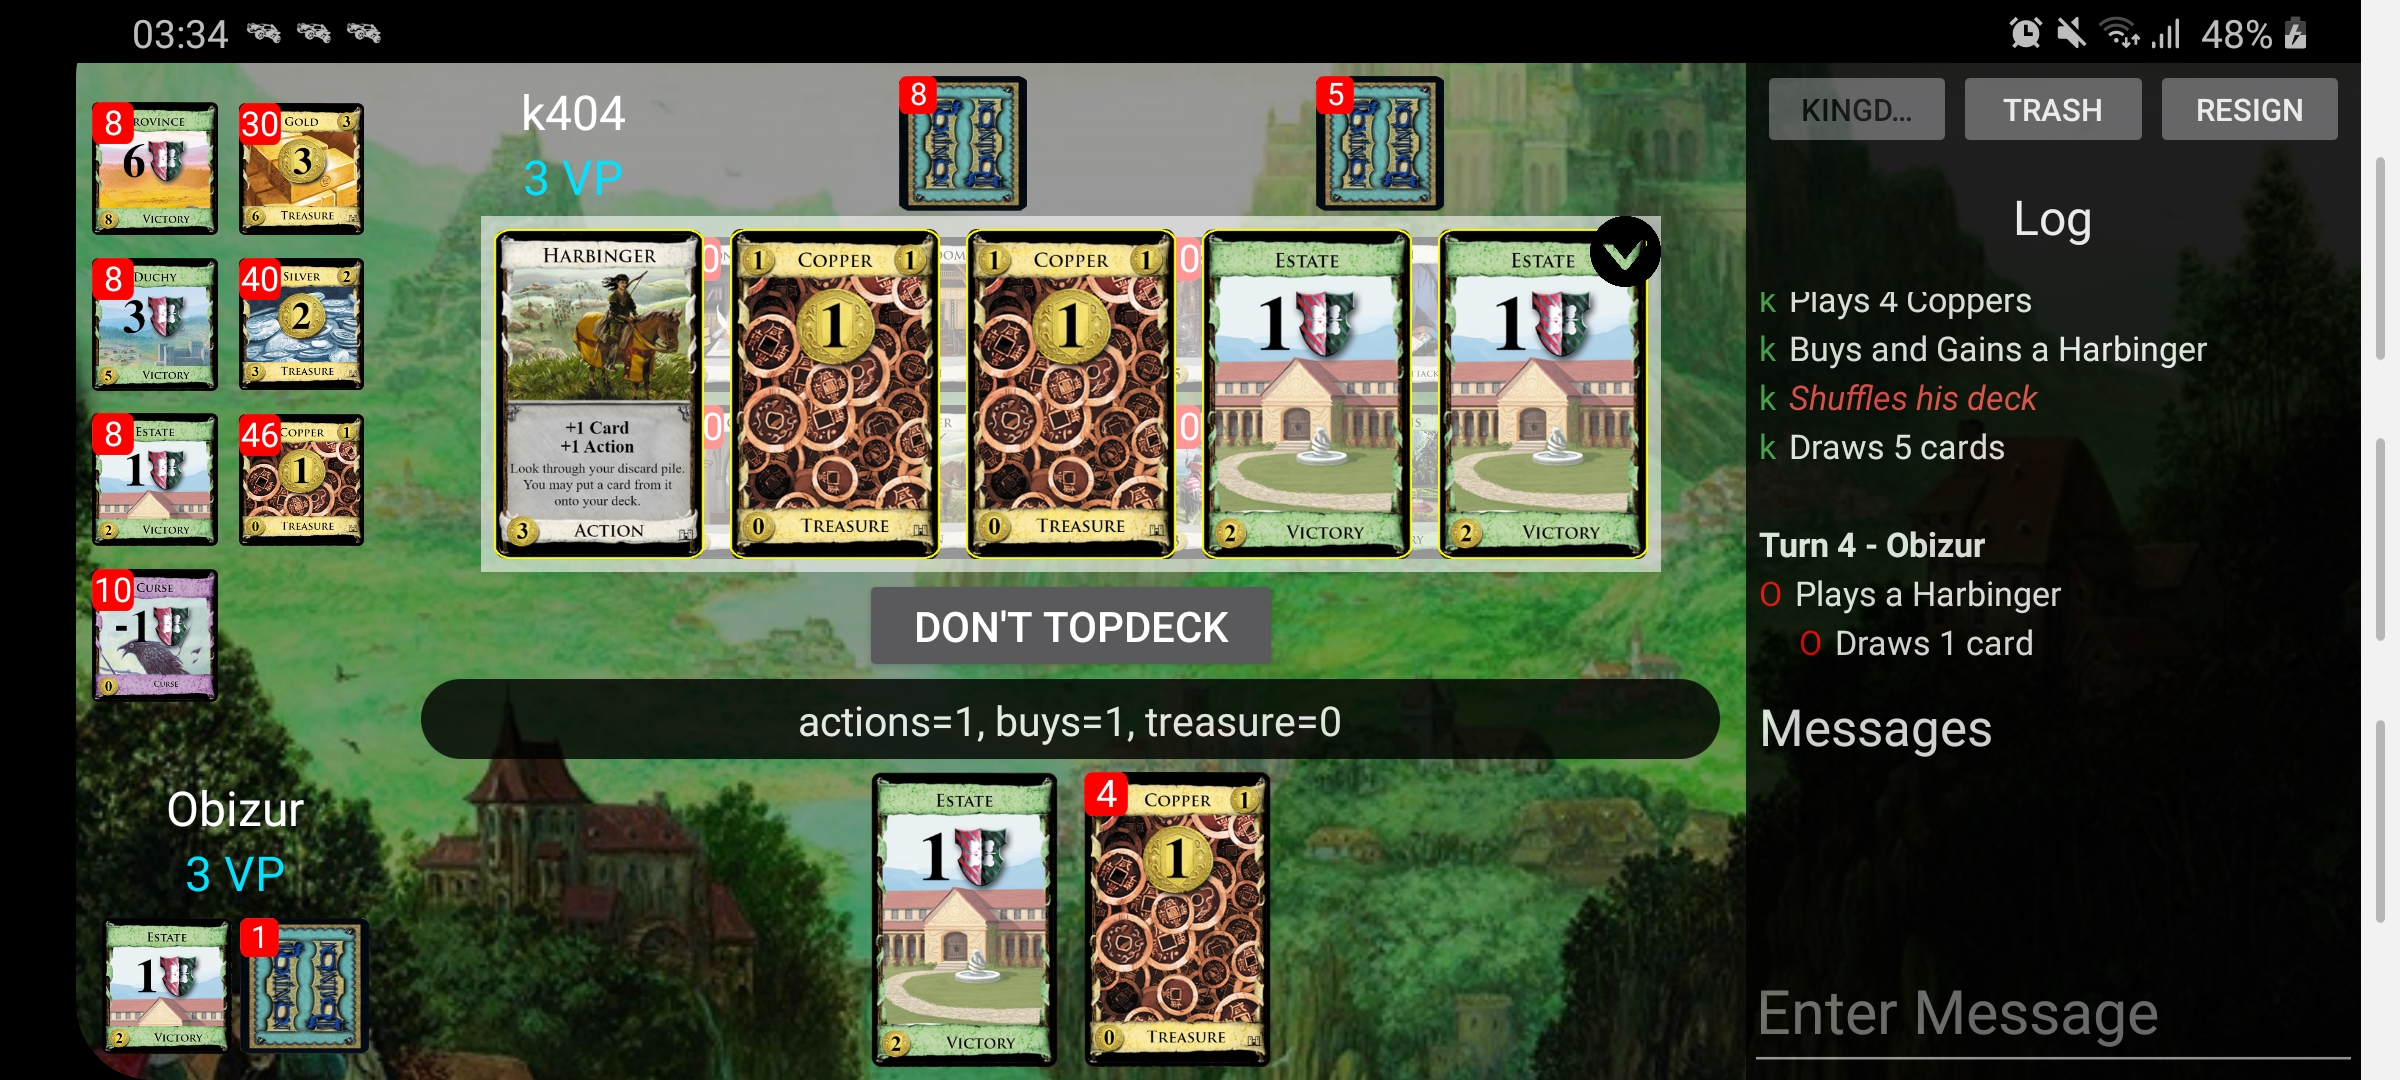 03:34
48%
8 PROVINCE
6
8 VICTORY
30 GOLD 3
3
6 TREASURE
8 DUCHY
3
5 VICTORY
40 SILVER 2
2
3 TREASURE
8 ESTATE
1
2 VICTORY
46 COPPER 1
1
0 TREASURE
10 CURSE
-1
0 CURSE
k404
3 VP
8
5
HARBINGER
+1 Card
+1 Action
Look through your discard pile.
You may put a card from it
onto your deck.
3 ACTION
1 COPPER 1
1
0 TREASURE
1 COPPER 1
1
0 TREASURE
ESTATE
1
2 VICTORY
ESTATE
1
2 VICTORY
DON'T TOPDECK
actions=1, buys=1, treasure=0
Obizur
3 VP
ESTATE
1
2 VICTORY
1
ESTATE
1
2 VICTORY
4 COPPER 1
1
0 TREASURE
KINGD...
TRASH
RESIGN
Log
k Plays 4 Coppers
k Buys and Gains a Harbinger
k Shuffles his deck
k Draws 5 cards
Turn 4 - Obizur
O Plays a Harbinger
O Draws 1 card
Messages
Enter Message